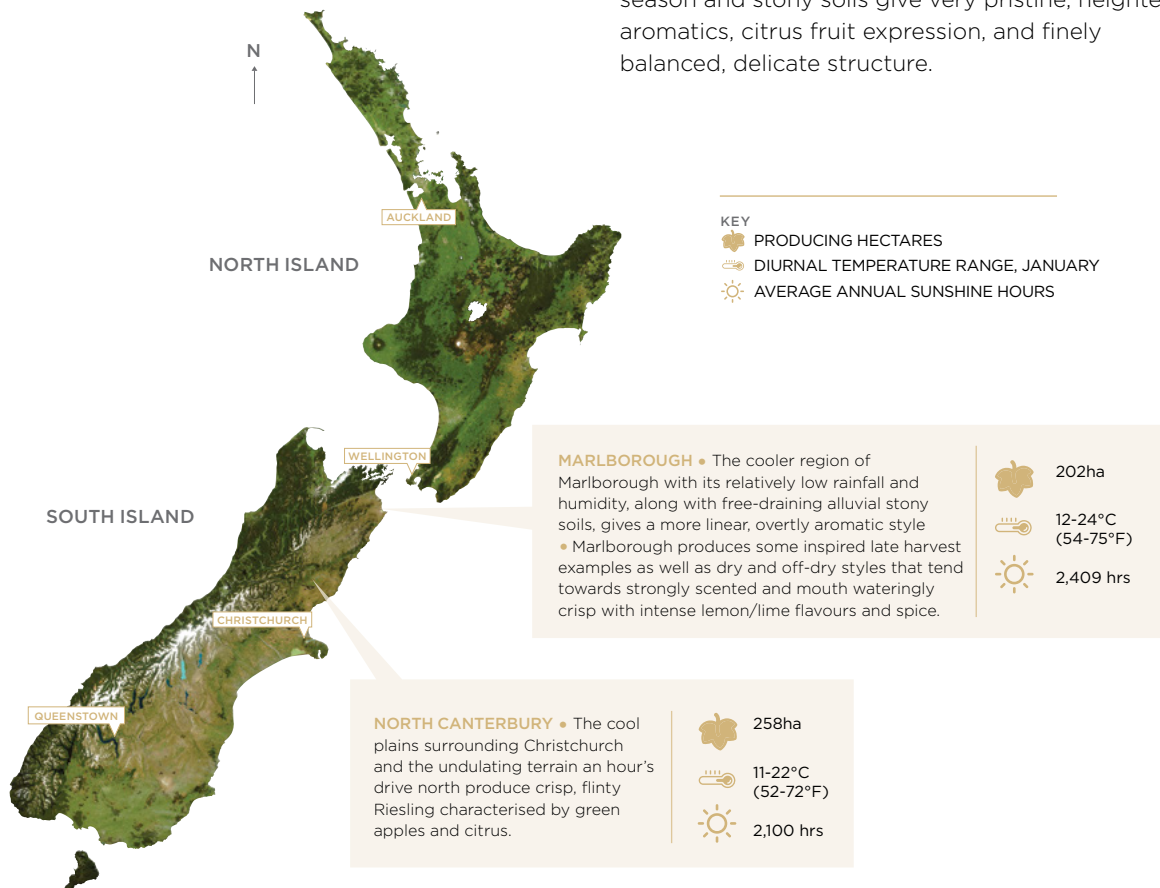 season and stony soils give very pristine,
aromatics, citrus fruit expression, and finely
balanced, delicate structure.
N
AUCKLAND
NORTH ISLAND
KEY
PRODUCING HECTARES
DIURNAL TEMPERATURE RANGE, JANUARY
AVERAGE ANNUAL SUNSHINE HOURS
WELLINGTON
SOUTH ISLAND
MARLBOROUGH • The cooler region of
Marlborough with its relatively low rainfall and
humidity, along with free-draining alluvial stony
soils, gives a more linear, overtly aromatic style
• Marlborough produces some inspired late harvest
examples as well as dry and off-dry styles that tend
towards strongly scented and mouth wateringly
crisp with intense lemon/lime flavours and spice.
202ha
12-24°C
(54-75°F)
2,409 hrs
CHRISTCHURCH
QUEENSTOWN
NORTH CANTERBURY • The cool
plains surrounding Christchurch
and the undulating terrain an hour's
drive north produce crisp, flinty
Riesling characterised by green
apples and citrus.
258ha
11-22°C
(52-72°F)
2,100 hrs